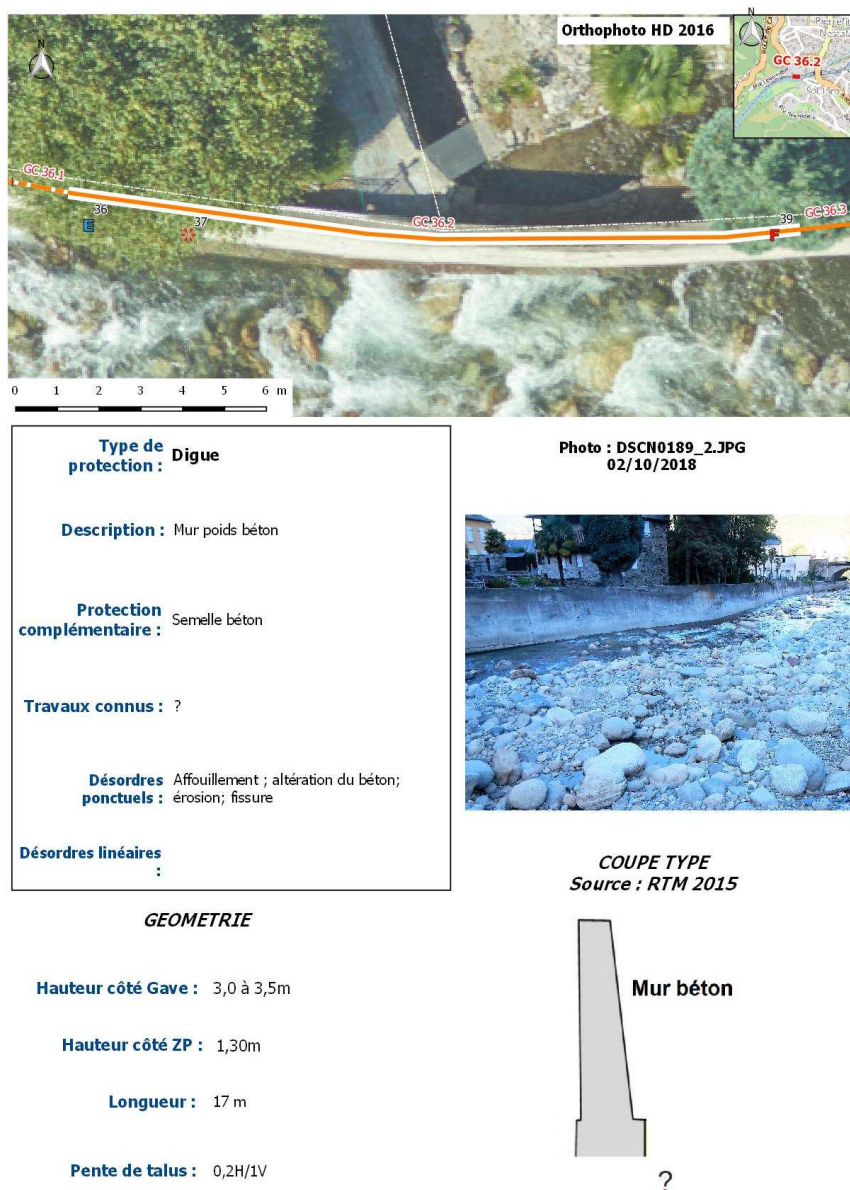 Orthophoto HD 2016
N
N
GC 36.2
GC 36.1
36
E
37
GC 36.2
39
GC 36.3
F
0 1 2 3 4 5 6 m
Type de
protection : Digue
Description : Mur poids béton
Protection
complémentaire : Semelle béton
Travaux connus : ?
Désordres
ponctuels : Affouillement ; altération du béton;
érosion; fissure
Désordres linéaires
:
Photo : DSCN0189_2.JPG
02/10/2018
COUPE TYPE
Source : RTM 2015
Mur béton
?
GEOMETRIE
Hauteur côté Gave : 3,0 à 3,5m
Hauteur côté ZP : 1,30m
Longueur : 17 m
Pente de talus : 0,2H/1V